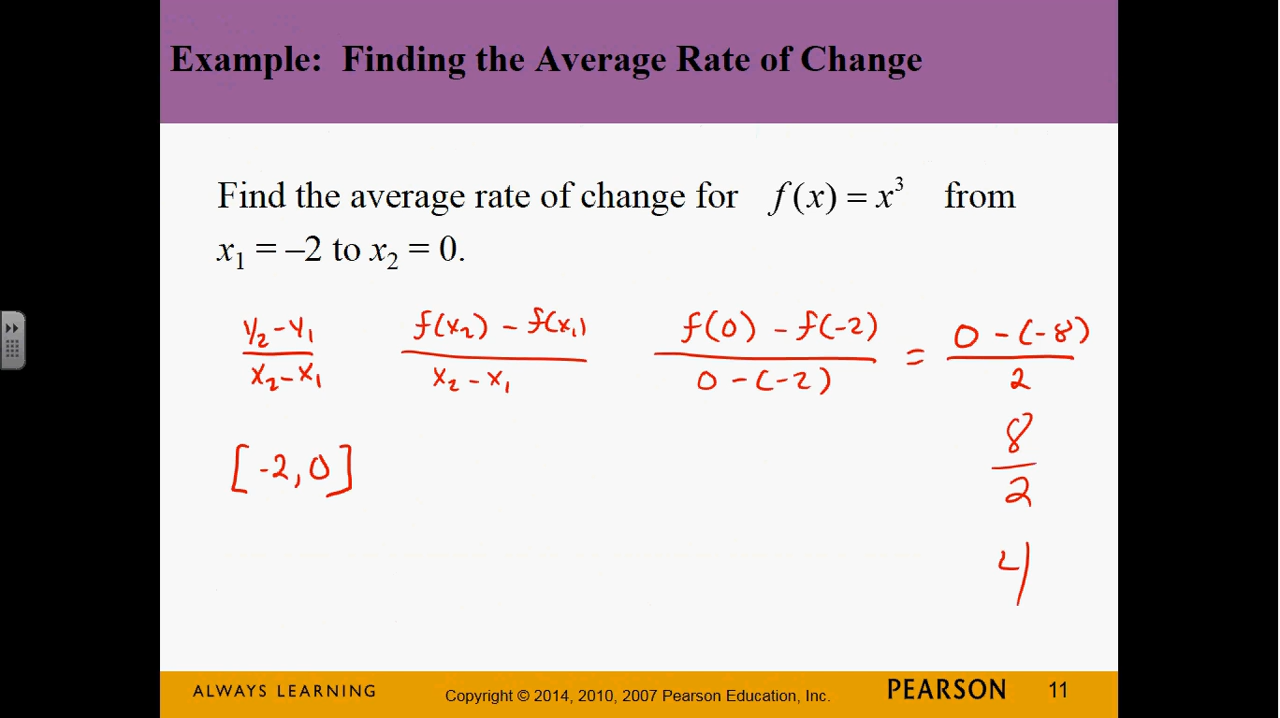 Example: Finding the Average Rate of Change
Find the average rate of change for f(x) = x³ from
x₁ = –2 to x₂ = 0.
y₂ - y₁ / x₂ - x₁    f(x₂) - f(x₁) / x₂ - x₁    f(0) - f(-2) / 0 - (-2) = 0 - (-8) / 2
8 / 2
[-2, 0]
4
ALWAYS LEARNING    Copyright © 2014, 2010, 2007 Pearson Education, Inc.    PEARSON    11